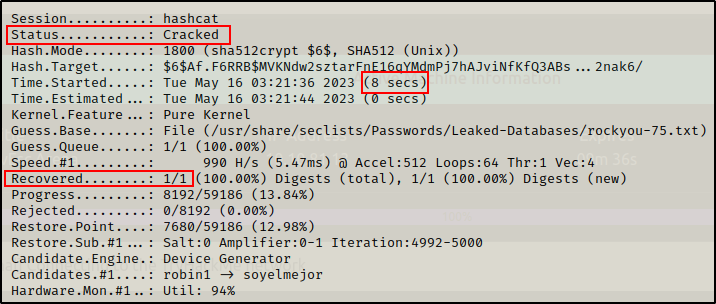 Session..........: hashcat
Status...........: Cracked
Hash.Mode........: 1800 (sha512crypt $6$, SHA512 (Unix))
Hash.Target......: $6$Af.F6RRB$MVKNdw2sztarFnE16qYMdmPj7hAJviNfKfQ3ABs...2nak6/
Time.Started.....: Tue May 16 03:21:36 2023 (8 secs)
Time.Estimated...: Tue May 16 03:21:44 2023 (0 secs)
Kernel.Feature...: Pure Kernel
Guess.Base.......: File (/usr/share/seclists/Passwords/Leaked-Databases/rockyou-75.txt)
Guess.Queue......: 1/1 (100.00%)
Speed.#1.........:      990 H/s (5.47ms) @ Accel:512 Loops:64 Thr:1 Vec:4
Recovered........: 1/1 (100.00%) Digests (total), 1/1 (100.00%) Digests (new)
Progress.........: 8192/59186 (13.84%)
Rejected.........: 0/8192 (0.00%)
Restore.Point....: 7680/59186 (12.98%)
Restore.Sub.#1...: Salt:0 Amplifier:0-1 Iteration:4992-5000
Candidate.Engine.: Device Generator
Candidates.#1....: robin1 -> soyelmejor
Hardware.Mon.#1..: Util: 94%